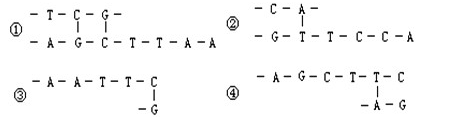 ① - T - C - G -
- A - G - C - T - T - A - A
② - C - A -
- G - T - T - C - C - A
③ - A - A - T - T - C
- G
④ - A - G - C - T - T - C
- A - G